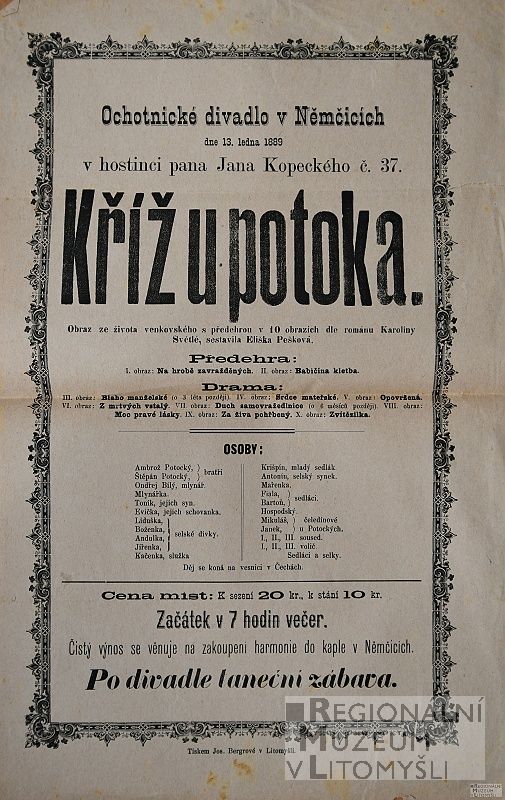 Ochotnické divadlo v Němčicích
dne 13. ledna 1889
v hostinci pana Jana Kopeckého č. 37.
Kříž u potoka.
Obraz ze života venkovského s předehrou v 10 obrazích dle románu Karoliny
Světlé, sestavila Eliška Pešková.
Předehra:
I. obraz: Na hrobě zavražděných. II. obraz: Babičina kletba.
Drama:
III. obraz: Blaho manželské (o 3 léta později). IV. obraz: Srdce mateřské. V. obraz: Opovržená.
VI. obraz: Z mrtvých vstalý. VII. obraz: Duch samovražednice (o 6 měsíců později). VIII. obraz:
Moc pravé lásky. IX. obraz: Za živa pohřbený. X. obraz: Zvítězilka.
OSOBY:
Ambrož Potocký, } bratři
Štěpán Potocký,
Ondřej Bílý, mlynář.
Mlynářka.
Toník, jejich syn.
Evička, jejich schovanka.
Liduška,
Boženka, } selské dívky.
Andulka,
Jiřenka,
Kačenka, služka
Krišpín, mladý sedlák
Antonín, selský synek.
Mařenka.
Fiala, } sedláci.
Bartoň,
Hospodský.
Mikuláš, } čeledínové
Janek, u Potockých.
I., II., III. soused.
I., II., III. volič
Sedláci a selky.
Děj se koná na vesnici v Čechách.
Cena míst: K sezení 20 kr., k stání 10 kr.
Začátek v 7 hodin večer.
Čistý výnos se věnuje na zakoupení harmonie do kaple v Němčicích.
Po divadle taneční zábava.
Tiskem Jos. Bergrové v Litomyšli.
REGIONÁLNÍ
MUZEUM
V LITOMYŠLI
REGIONÁLNÍ
MUZEUM
V LITOMYŠLI